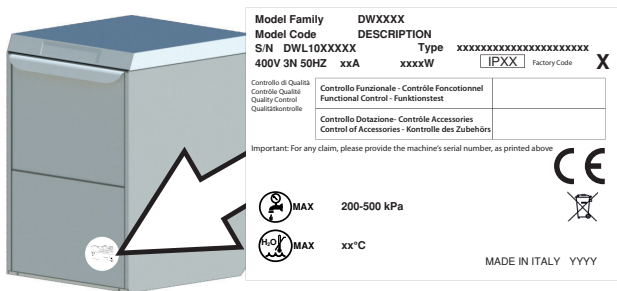 Model Family DWXXXX
Model Code DESCRIPTION
S/N DWL10XXXXX Type xxxxxxxxxxxxxxxxxxxxxx
400V 3N 50HZ xxA xxxxW IPXX Factory Code X
Controllo di Qualità
Contrôle Qualité
Quality Control
Qualitätkontrolle
Controllo Funzionale - Contrôle Foncotionnel
Functional Control - Funktionstest
Controllo Dotazione- Contrôle Accessories
Control of Accessories - Kontrolle des Zubehörs
Important: For any claim, please provide the machine's serial number, as printed above
CE
MAX 200-500 kPa
H₂O MAX xx°C
MADE IN ITALY YYYY